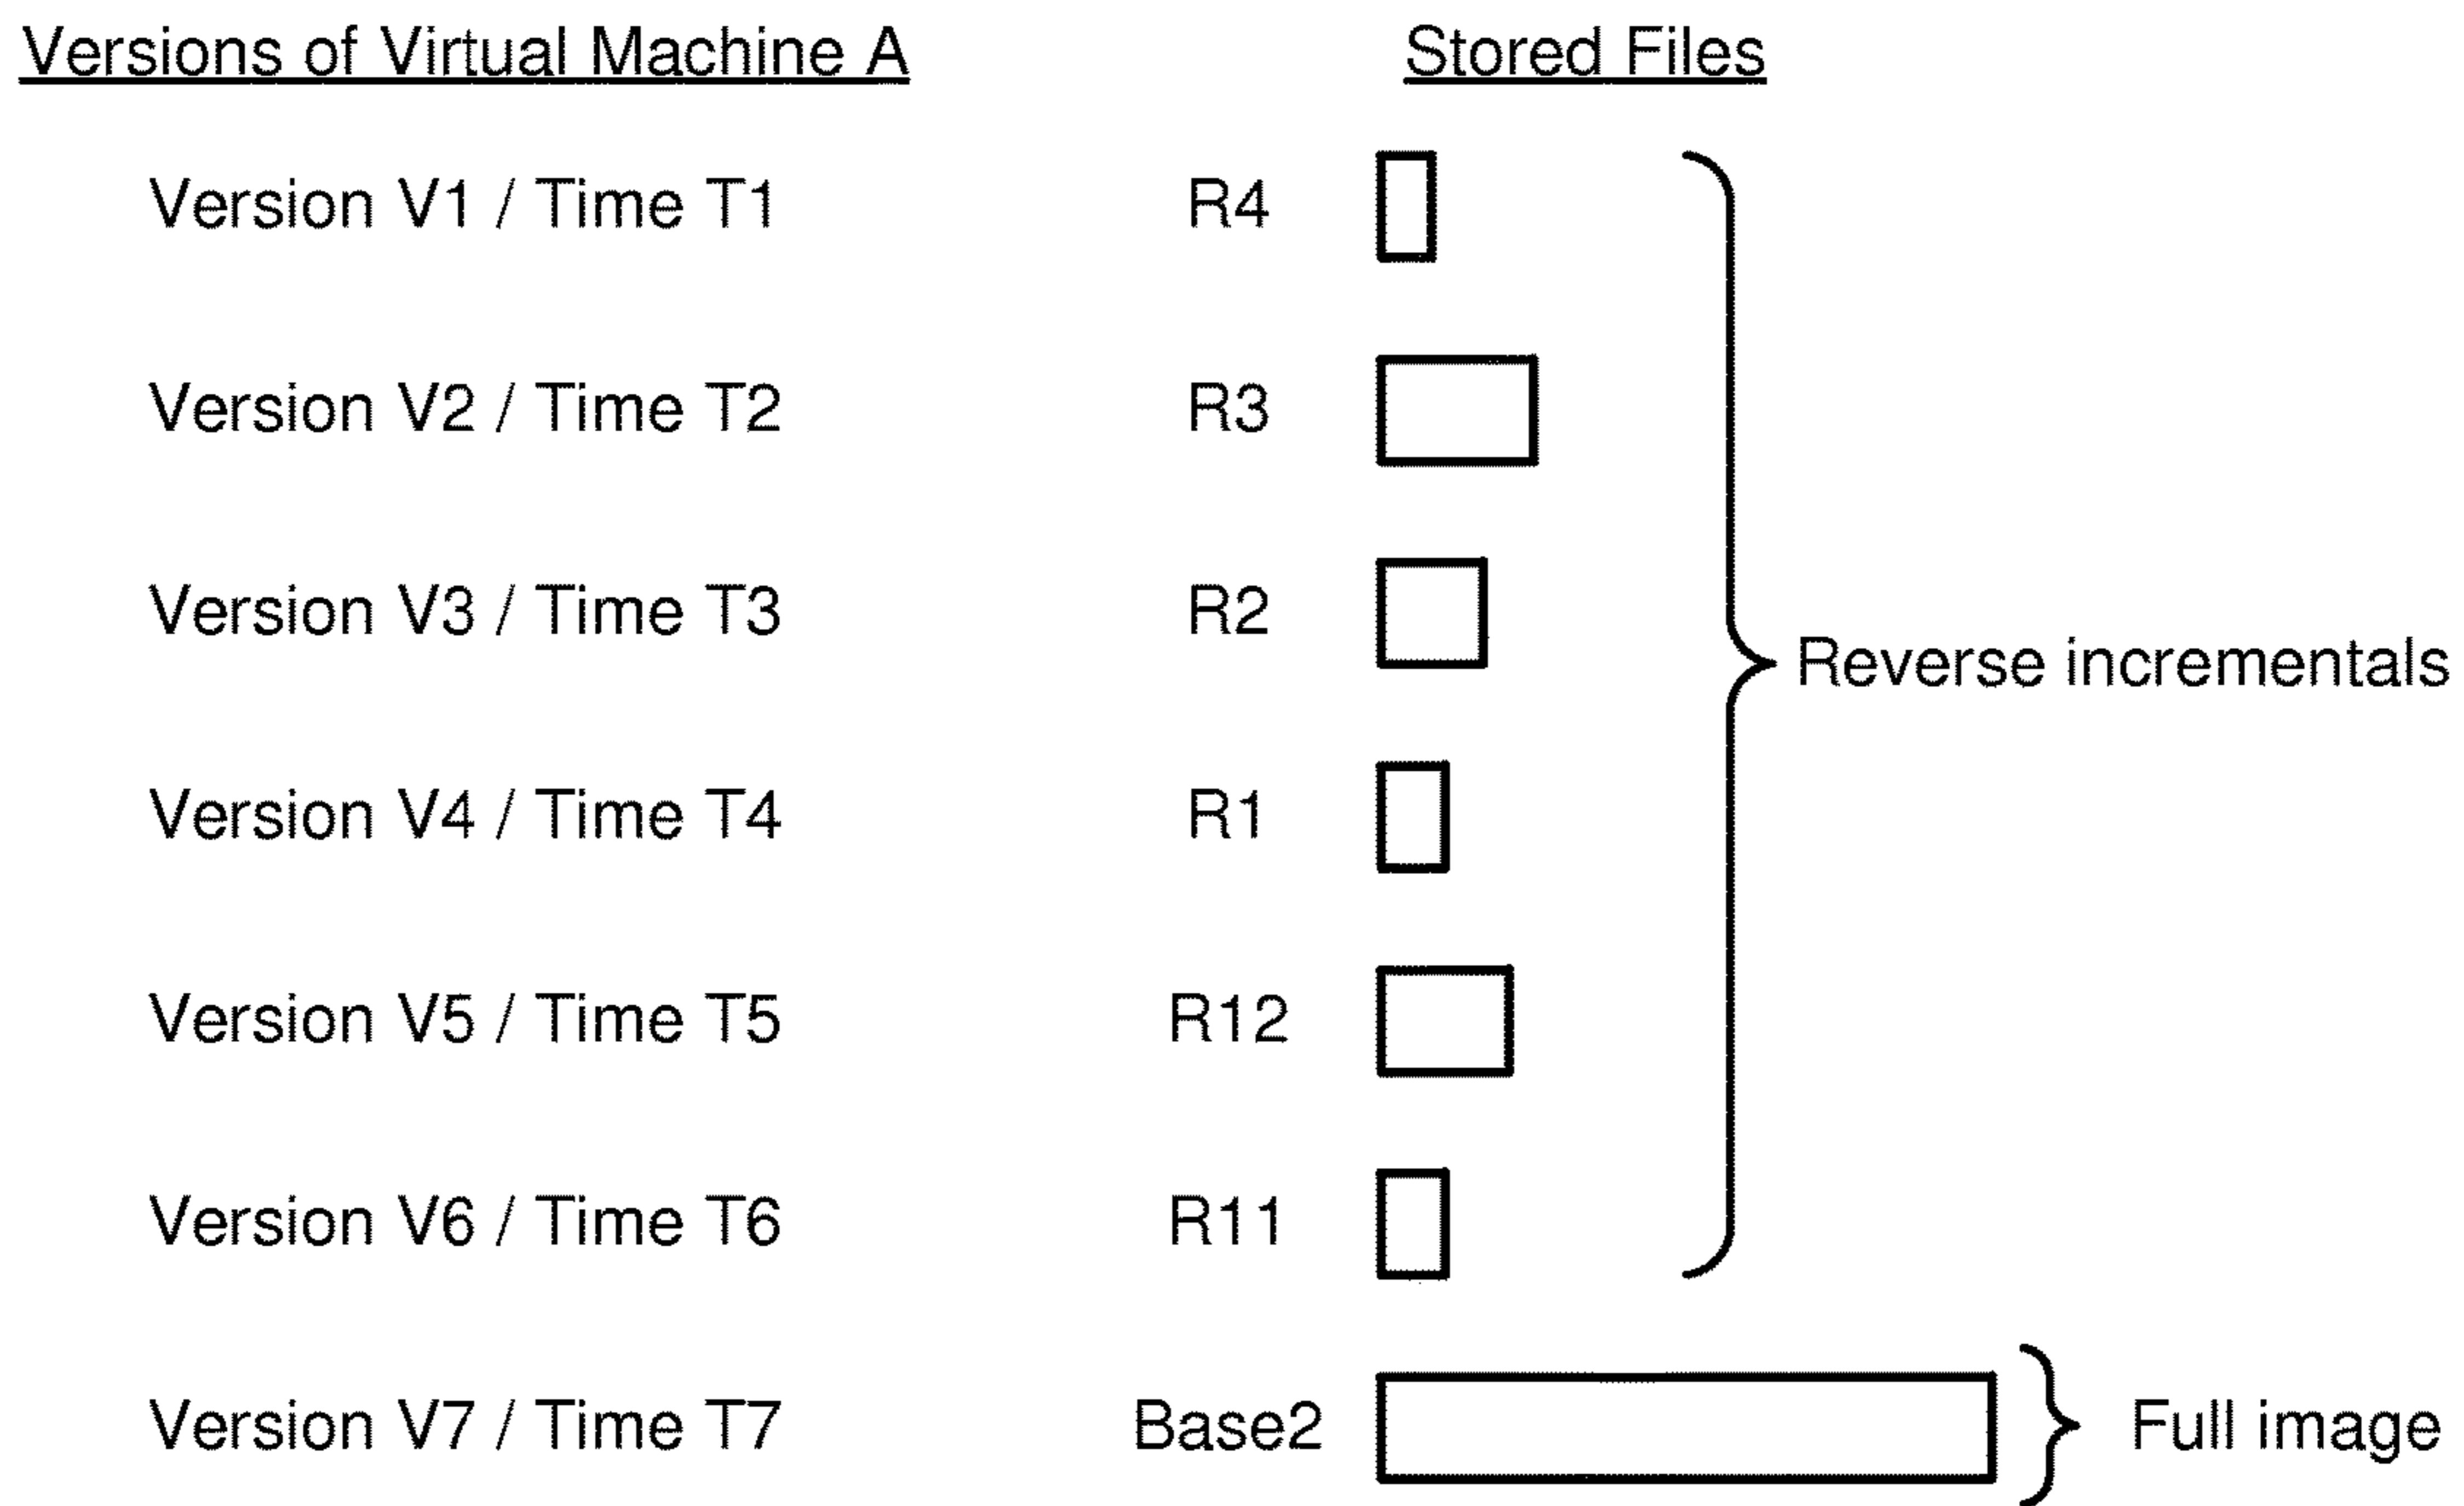 Versions of Virtual Machine A Stored Files
Version V1 / Time T1 R4
Version V2 / Time T2 R3
Version V3 / Time T3 R2
Reverse incrementals
Version V4 / Time T4 R1
Version V5 / Time T5 R12
Version V6 / Time T6 R11
Version V7 / Time T7 Base2 Full image